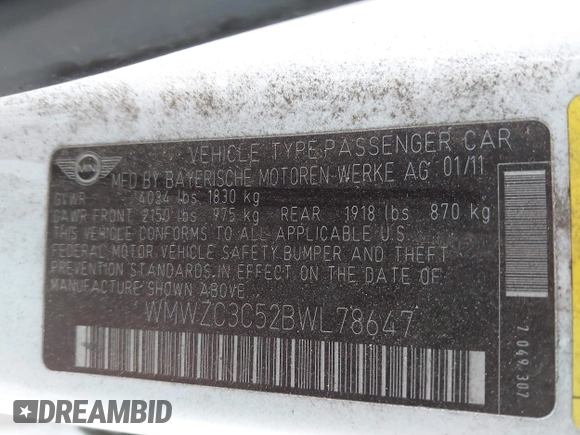 VEHICLE TYPE:PASSENGER CAR
MFD BY BAYERISCHE MOTOREN-WERKE AG 01/11
GVWR 4034 lbs 1830 kg
GAWR FRONT 2150 lbs 975 kg REAR 1918 lbs 870 kg
THIS VEHICLE CONFORMS TO ALL APPLICABLE U.S.
FEDERAL MOTOR VEHICLE SAFETY,BUMPER AND THEFT
PREVENTION STANDARDS IN EFFECT ON THE DATE OF
MANUFACTURE SHOWN ABOVE.
WMWZC3C52BWL78647
7 049 307
DREAMBID